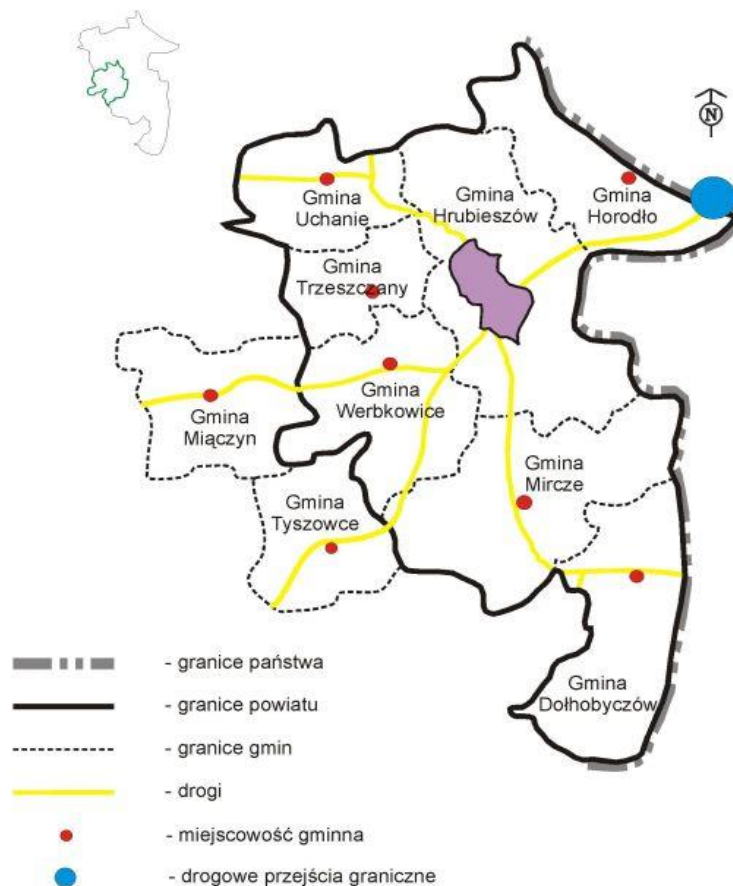 N
Gmina
Uchanie
Gmina
Hrubieszów
Gmina
Horodło
Gmina
Trzeszczany
Gmina
Werbkowice
Gmina
Miączyn
Gmina
Mircze
Gmina
Tyszowce
Gmina
Dołhobyczów
- granice państwa
- granice powiatu
- granice gmin
- drogi
- miejscowość gminna
- drogowe przejścia graniczne